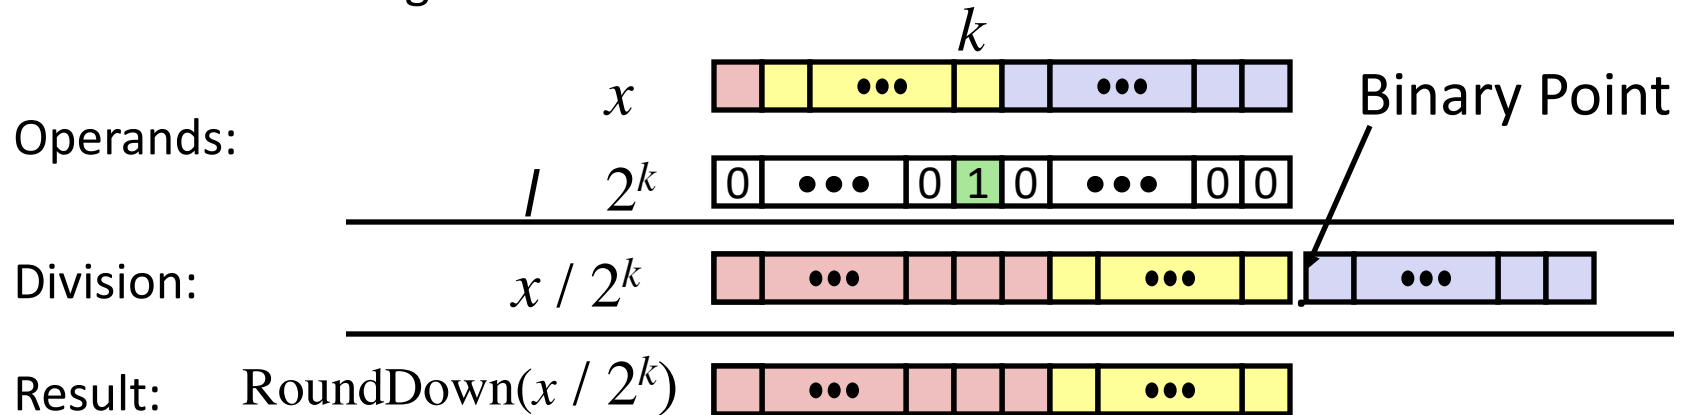 k
x
•••
•••
Binary Point
Operands:
/ 2^k
0 ••• 0 1 0 ••• 0 0
Division:
x / 2^k
•••
•••
.
•••
Result:
RoundDown(x / 2^k)
•••
•••